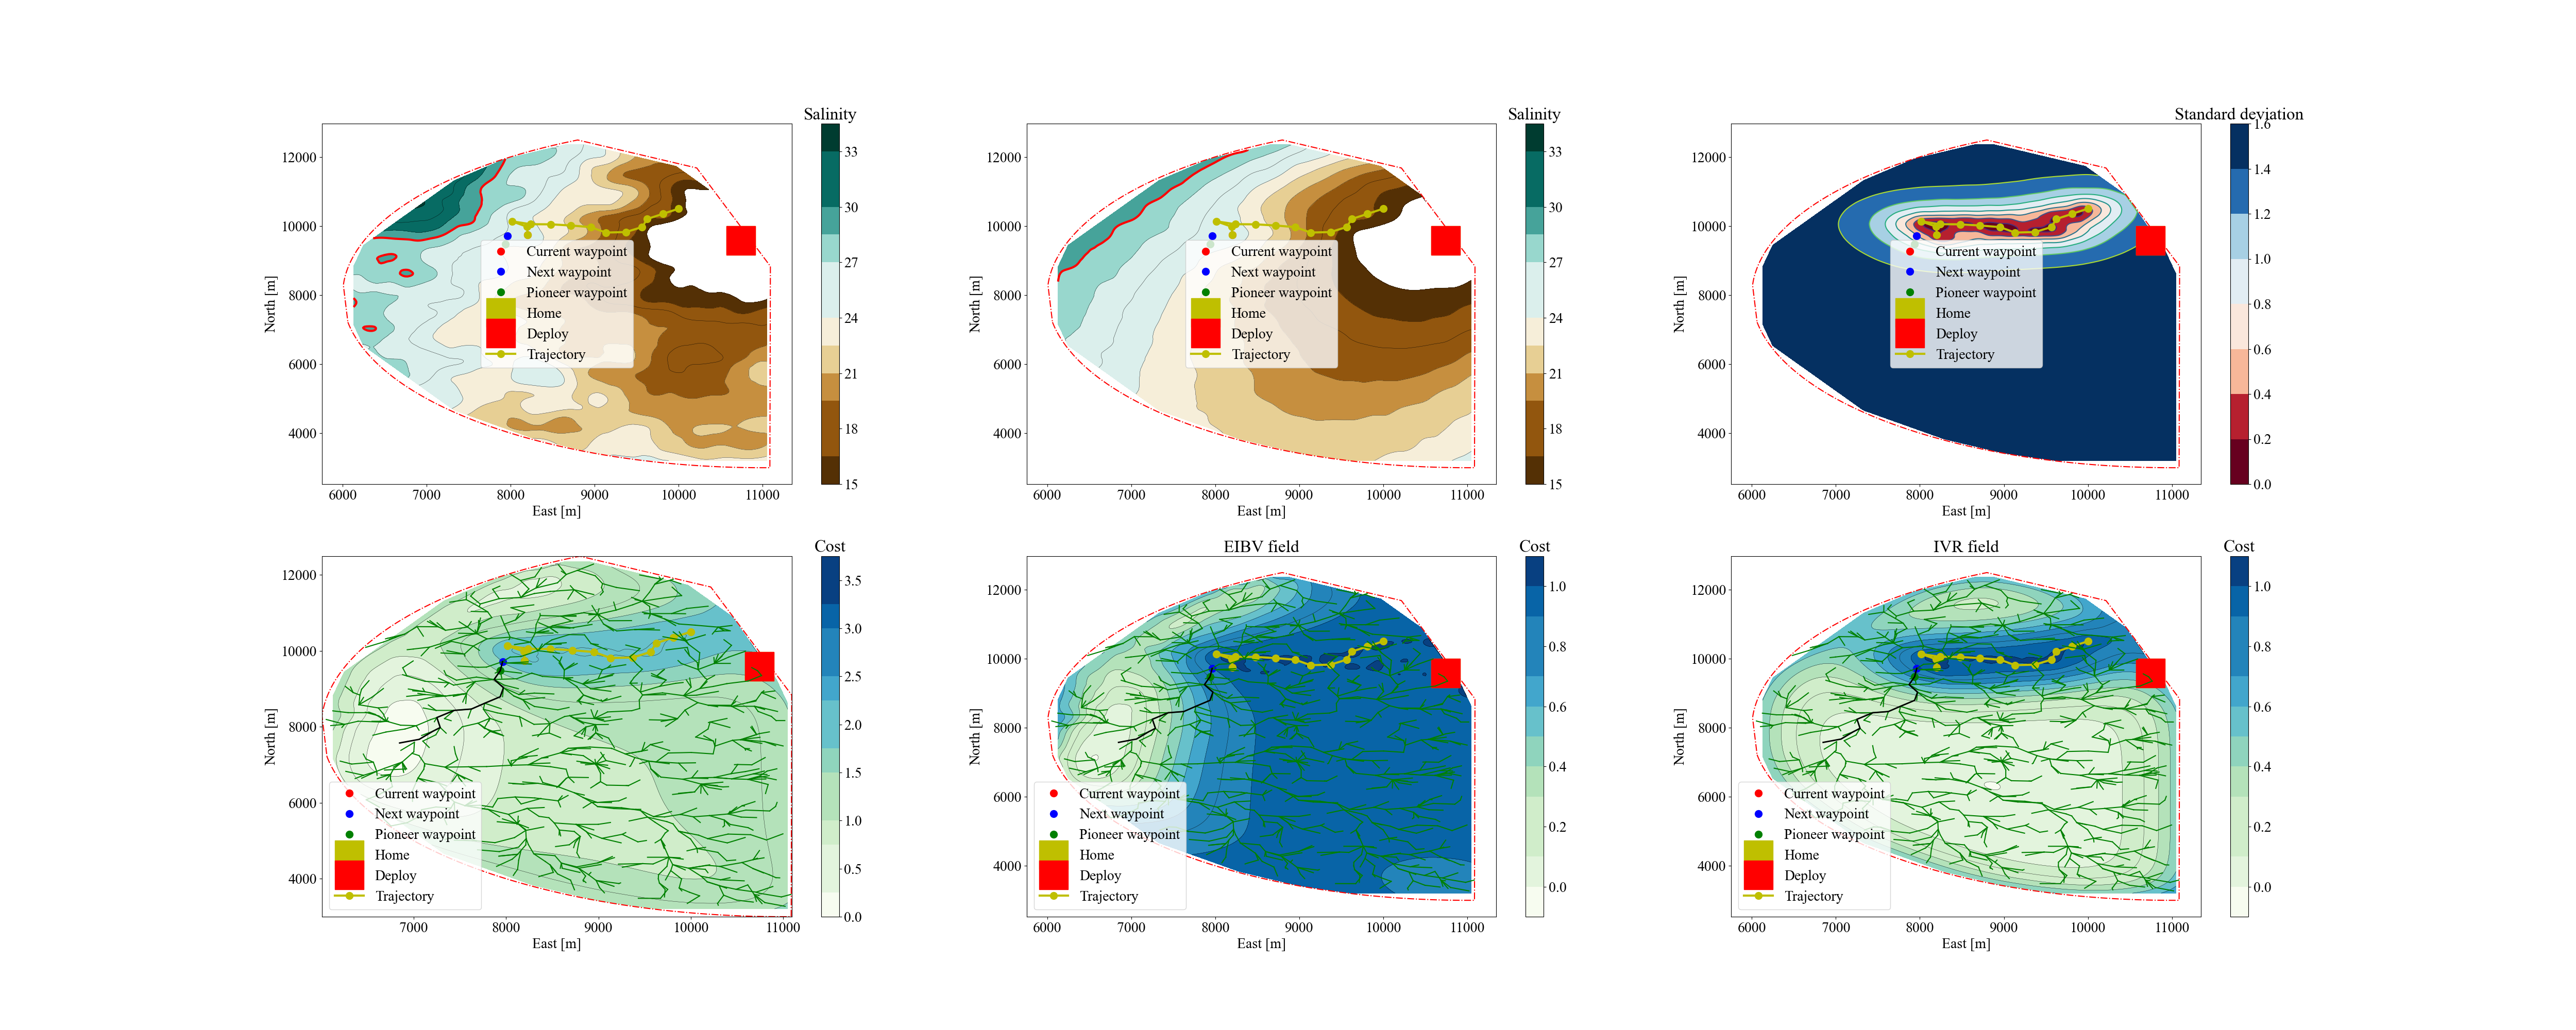 Salinity
12000
10000
8000
6000
4000
North [m]
6000 7000 8000 9000 10000 11000
East [m]
33
30
27
24
21
18
15
Current waypoint
Next waypoint
Pioneer waypoint
Home
Deploy
Trajectory
Salinity
12000
10000
8000
6000
4000
North [m]
6000 7000 8000 9000 10000 11000
East [m]
33
30
27
24
21
18
15
Current waypoint
Next waypoint
Pioneer waypoint
Home
Deploy
Trajectory
Standard deviation
12000
10000
8000
6000
4000
North [m]
6000 7000 8000 9000 10000 11000
East [m]
1.6
1.4
1.2
1.0
0.8
0.6
0.4
0.2
0.0
Current waypoint
Next waypoint
Pioneer waypoint
Home
Deploy
Trajectory
Cost
12000
10000
8000
6000
4000
North [m]
7000 8000 9000 10000 11000
East [m]
3.5
3.0
2.5
2.0
1.5
1.0
0.5
0.0
Current waypoint
Next waypoint
Pioneer waypoint
Home
Deploy
Trajectory
EIBV field
Cost
12000
10000
8000
6000
4000
North [m]
6000 7000 8000 9000 10000 11000
East [m]
1.0
0.8
0.6
0.4
0.2
0.0
Current waypoint
Next waypoint
Pioneer waypoint
Home
Deploy
Trajectory
IVR field
Cost
12000
10000
8000
6000
4000
North [m]
6000 7000 8000 9000 10000 11000
East [m]
1.0
0.8
0.6
0.4
0.2
0.0
Current waypoint
Next waypoint
Pioneer waypoint
Home
Deploy
Trajectory